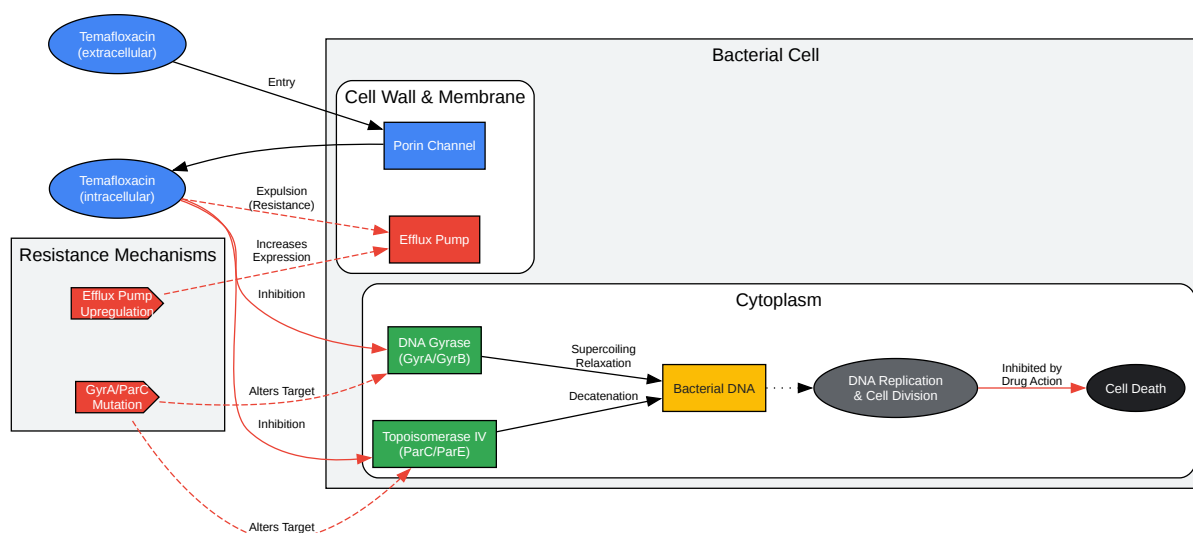 Temafloxacin
(extracellular)
Bacterial Cell
Entry
Cell Wall & Membrane
Porin Channel
Temafloxacin
(intracellular)
Expulsion
(Resistance)
Efflux Pump
Increases
Expression
Resistance Mechanisms
Efflux Pump
Upregulation
Inhibition
Cytoplasm
DNA Gyrase
(GyrA/GyrB)
Supercoiling
Relaxation
GyrA/ParC
Mutation
Alters Target
Bacterial DNA
DNA Replication
& Cell Division
Inhibited by
Drug Action
Cell Death
Decatenation
Inhibition
Topoisomerase IV
(ParC/ParE)
Alters Target